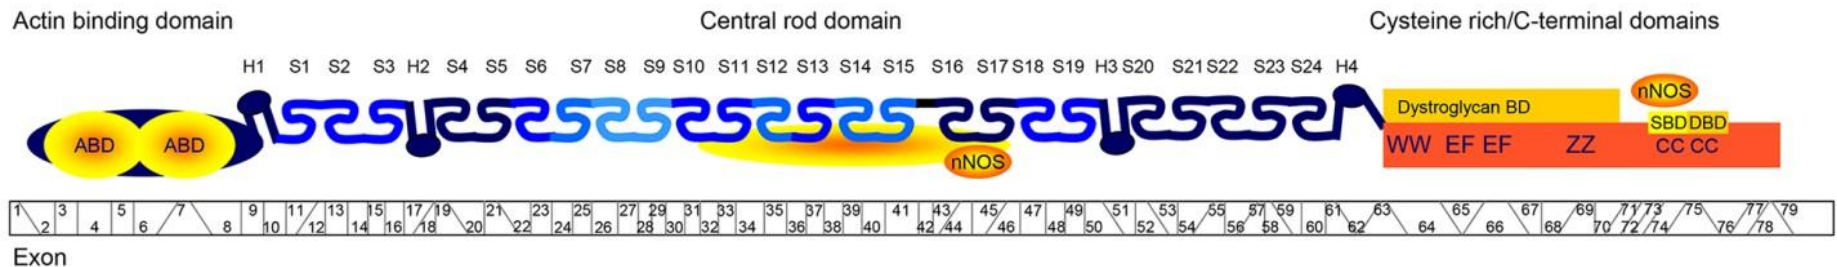 Actin binding domain Central rod domain Cysteine rich/C-terminal domains
H1 S1 S2 S3 H2 S4 S5 S6 S7 S8 S9 S10 S11 S12 S13 S14 S15 S16 S17 S18 S19 H3 S20 S21 S22 S23 S24 H4
nNOS
Dystroglycan BD
SBD DBD
ABD ABD
WW EF EF ZZ CC CC
nNOS
1 3 5 7 9 11 13 15 17 19 21 23 25 27 29 31 33 35 37 39 41 43 45 47 49 51 53 55 57 59 61 63 65 67 69 71 73 75 77 79
2 4 6 8 10 12 14 16 18 20 22 24 26 28 30 32 34 36 38 40 42 44 46 48 50 52 54 56 58 60 62 64 66 68 70 72 74 76 78
Exon